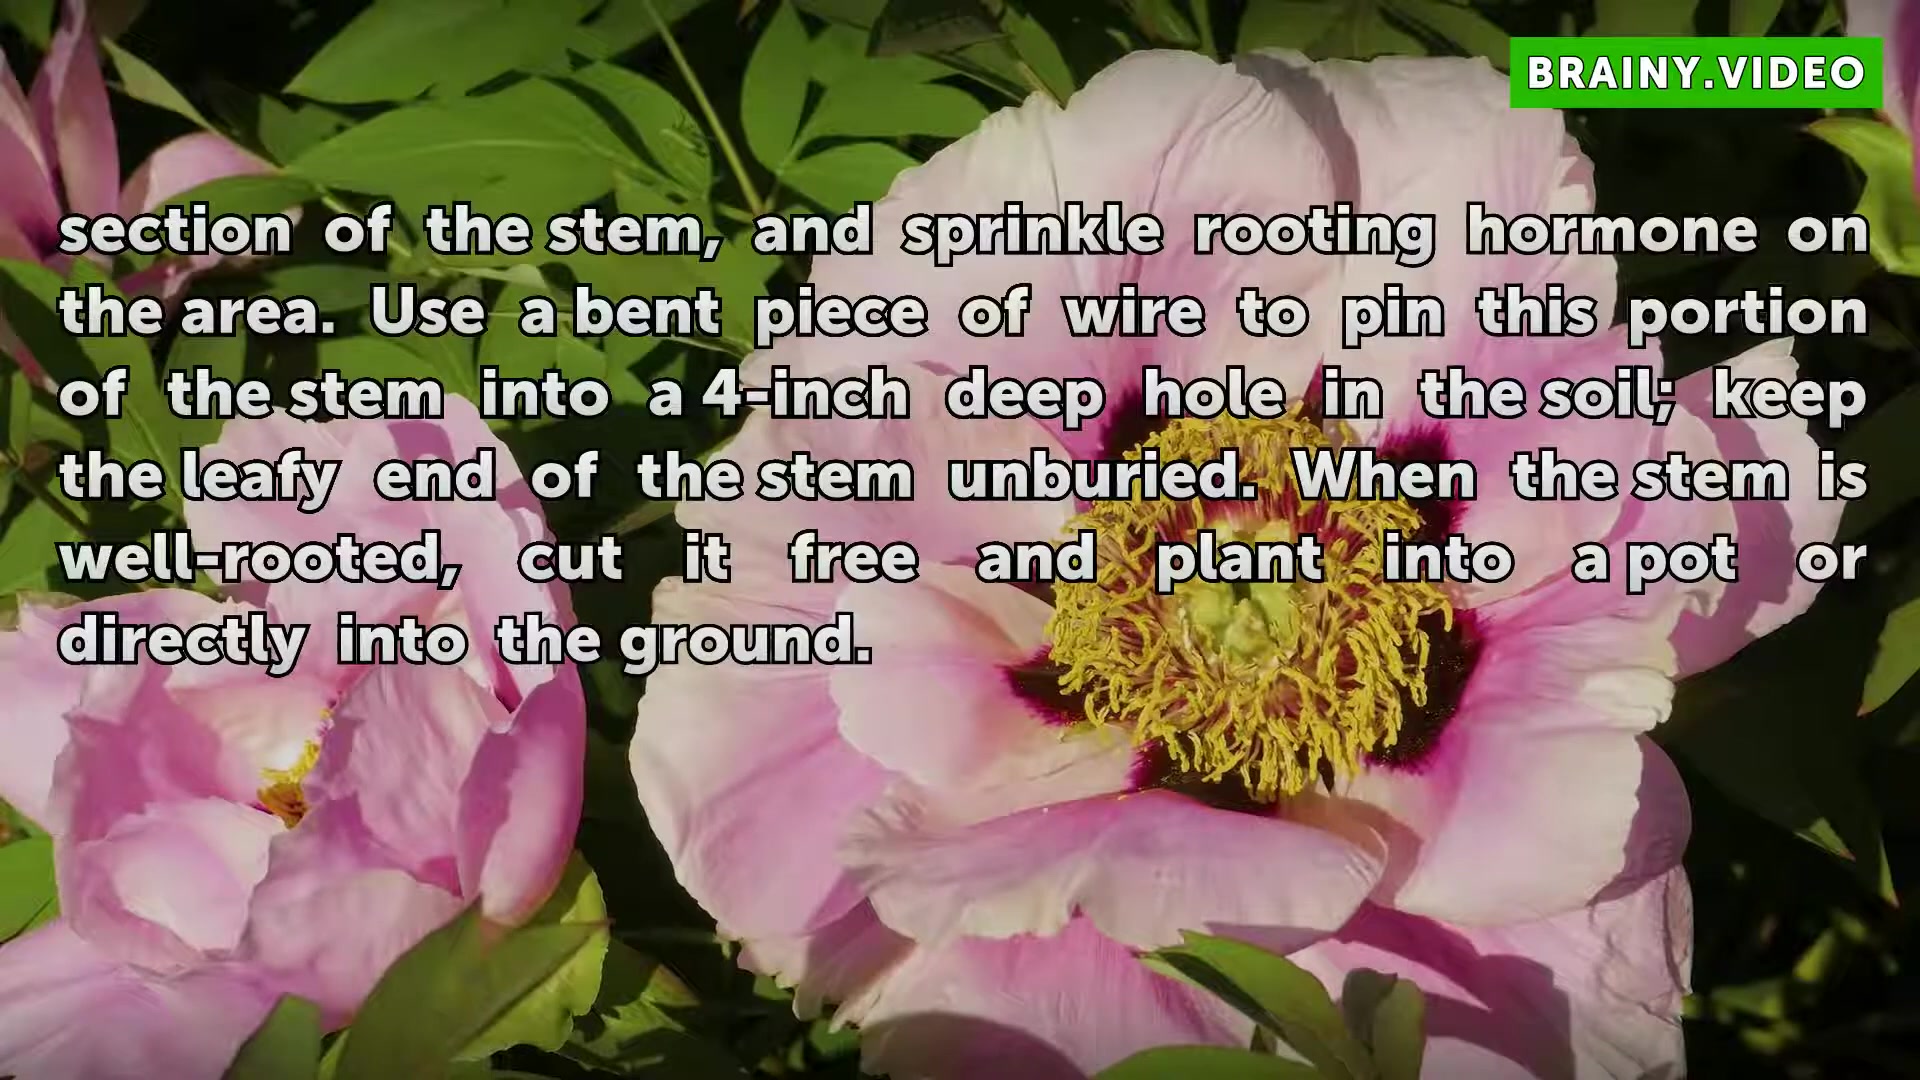 BRAINY.VIDEO
section of the stem, and sprinkle rooting hormone on
the area. Use a bent piece of wire to pin this portion
of the stem into a 4-inch deep hole in the soil; keep
the leafy end of the stem unburied. When the stem is
well-rooted, cut it free and plant into a pot or
directly into the ground.